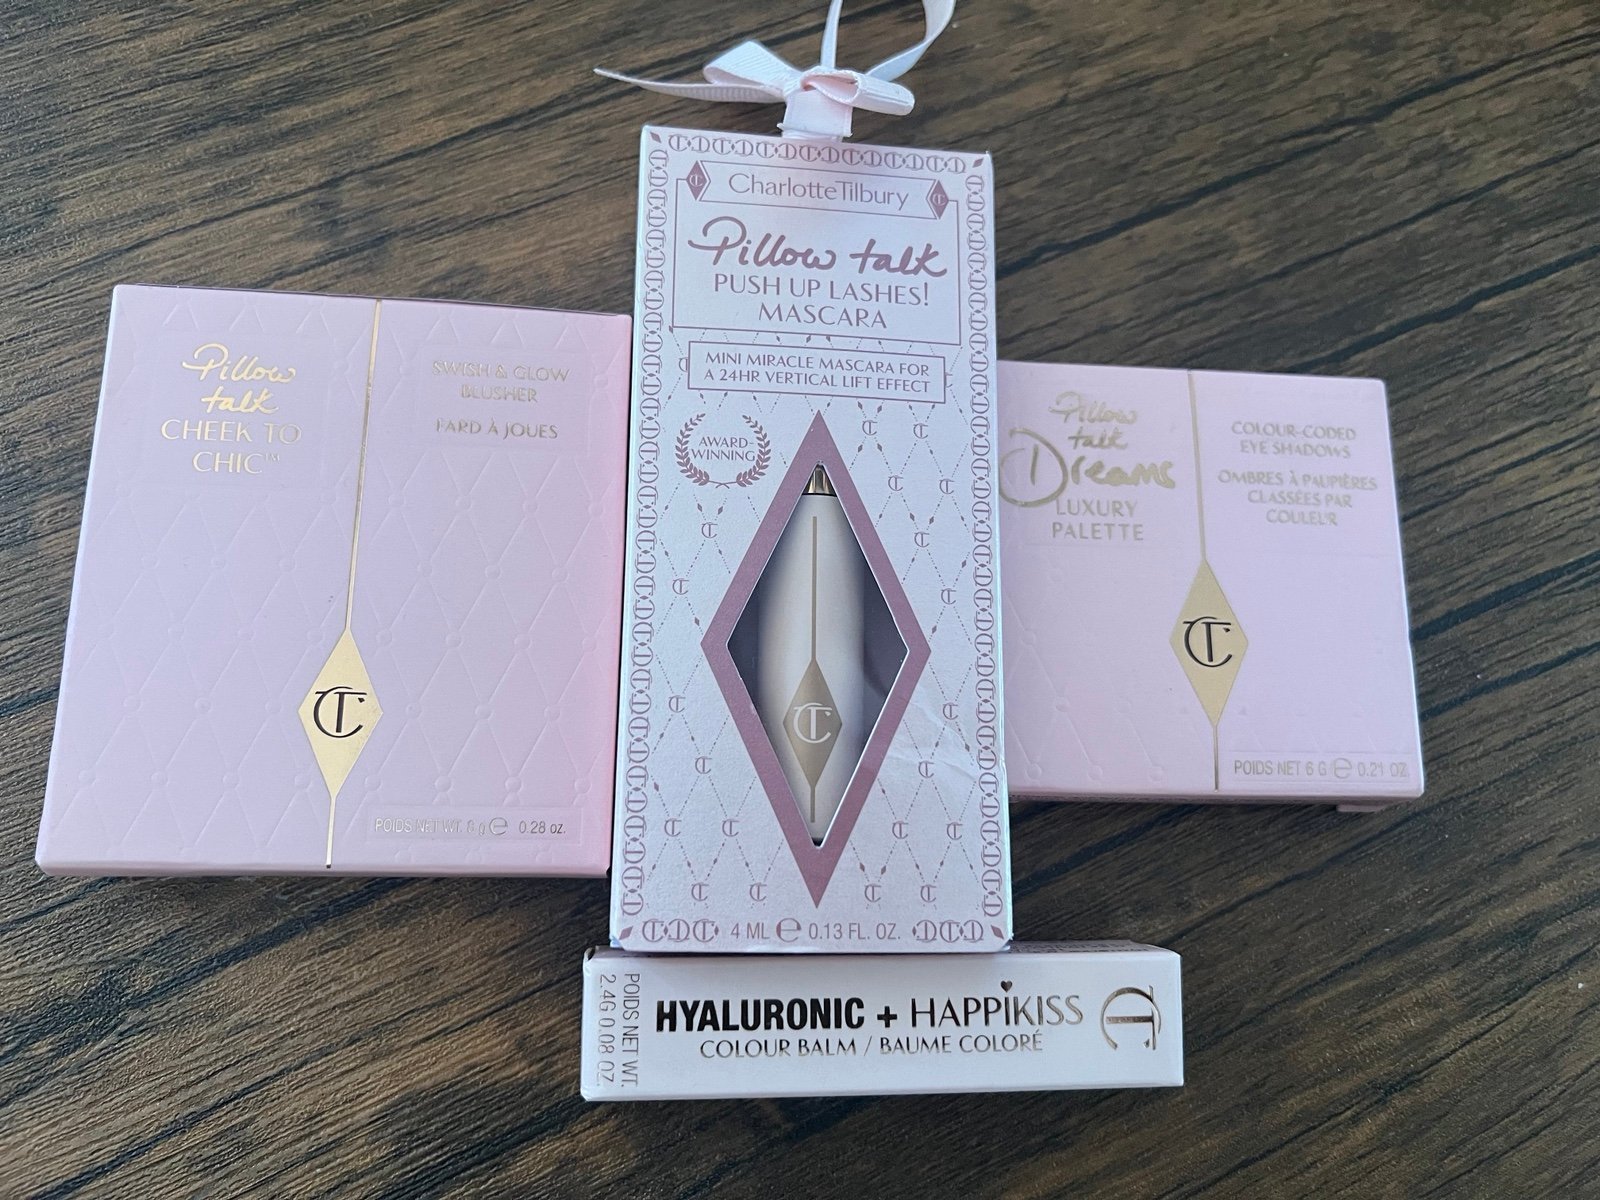 Pillow
talk
CHEEK TO
CHIC™
SWISH & GLOW
BLUSHER
FARD À JOUES
CT
POIDS NET WT. 8 g ℮ 0.28 oz.
CharlotteTilbury
Pillow talk
PUSH UP LASHES!
MASCARA
MINI MIRACLE MASCARA FOR
A 24HR VERTICAL LIFT EFFECT
AWARD-
WINNING
CT
4 ML ℮ 0.13 FL. OZ.
Pillow
talk
Dreams
LUXURY
PALETTE
COLOUR-CODED
EYE SHADOWS
OMBRES À PAUPIÈRES
CLASSÉES PAR
COULEUR
CT
POIDS NET 6 G ℮ 0.21 OZ
POIDS NET WT.
2.4G 0.08 OZ
HYALURONIC + HAPPIKISS
COLOUR BALM / BAUME COLORÉ
CT